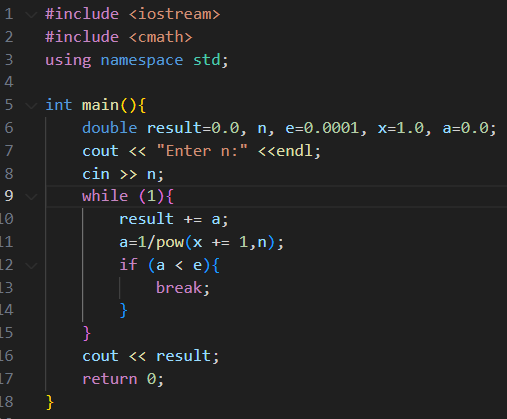 1 #include <iostream>
2 #include <cmath>
3 using namespace std;
4
5 int main(){
6     double result=0.0, n, e=0.0001, x=1.0, a=0.0;
7     cout << "Enter n:" <<endl;
8     cin >> n;
9     while (1){
10         result += a;
11         a=1/pow(x += 1,n);
12         if (a < e){
13             break;
14         }
15     }
16     cout << result;
17     return 0;
18 }